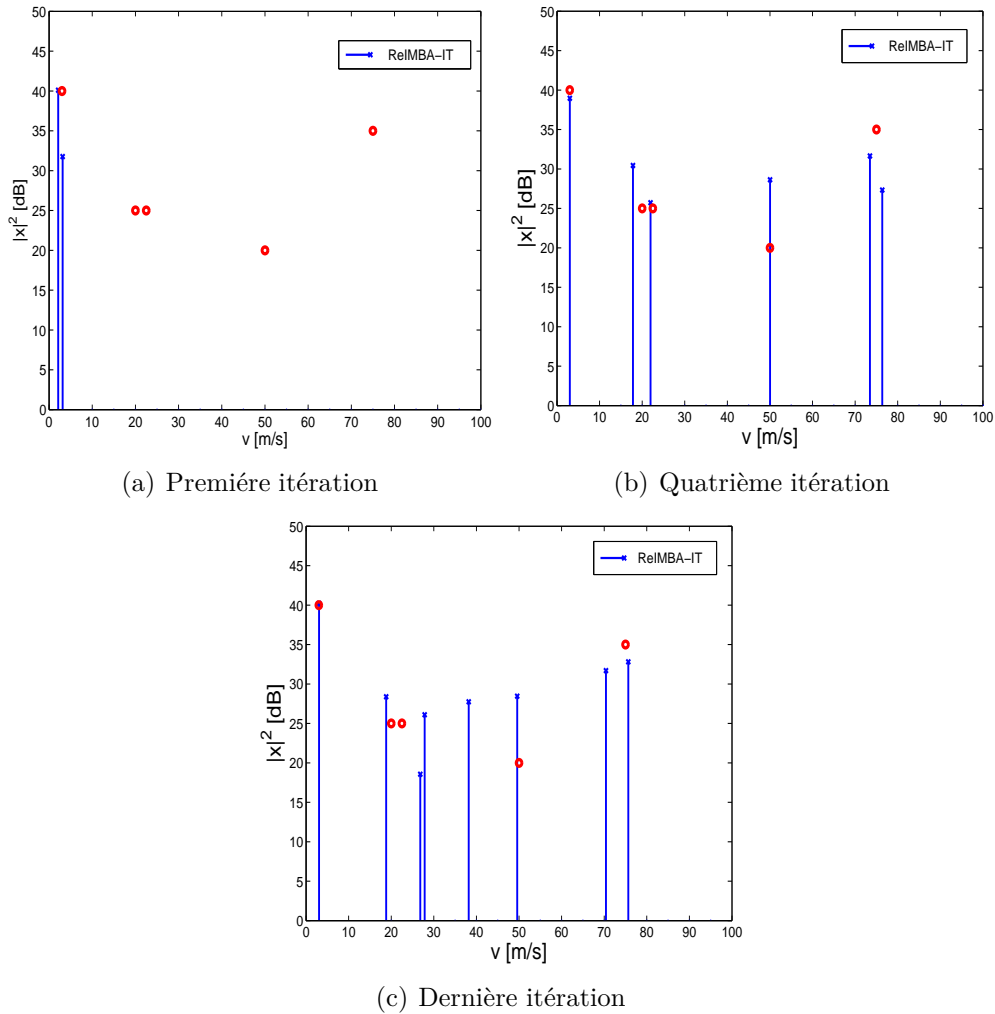 50
45
40
35
30
25
20
15
10
5
0
|x|² [dB]
RelMBA−IT
0 10 20 30 40 50 60 70 80 90 100
v [m/s]
(a) Premiére itération
50
45
40
35
30
25
20
15
10
5
0
|x|² [dB]
RelMBA−IT
0 10 20 30 40 50 60 70 80 90 100
v [m/s]
(b) Quatrième itération
50
45
40
35
30
25
20
15
10
5
0
|x|² [dB]
RelMBA−IT
0 10 20 30 40 50 60 70 80 90 100
v [m/s]
(c) Dernière itération